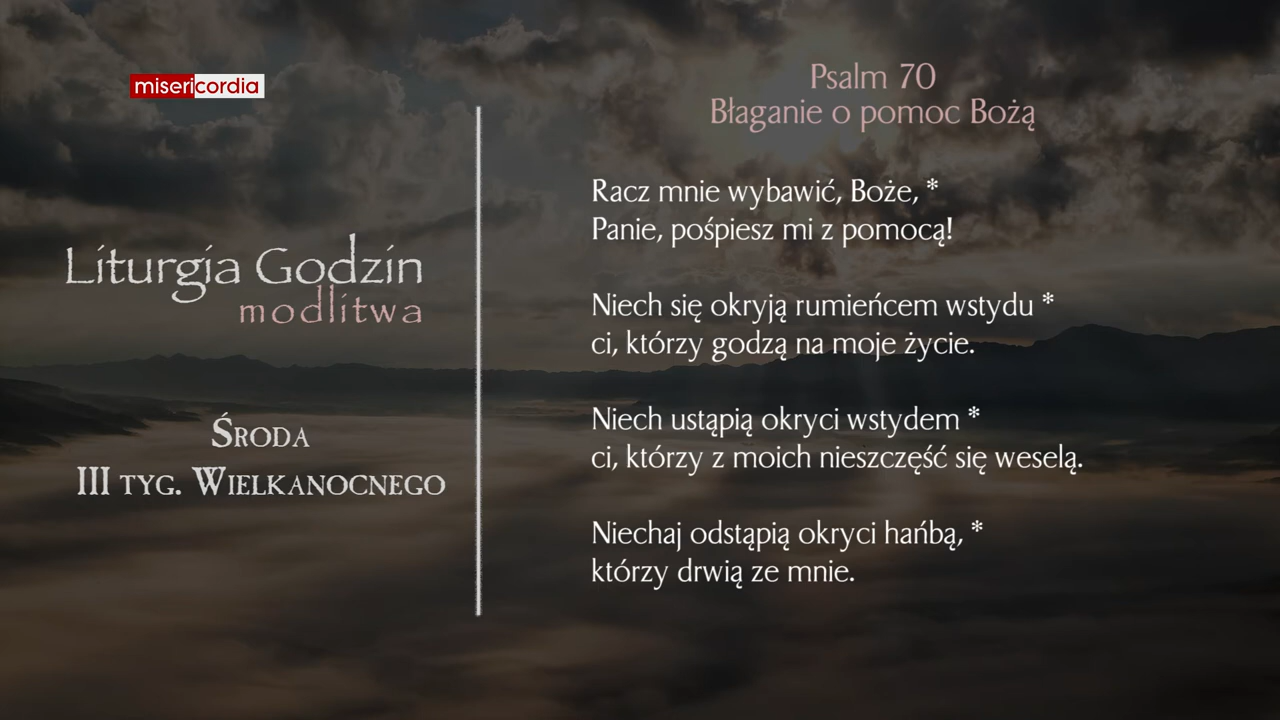 misericordia
Liturgia Godzin
modlitwa
Środa
III tyg. Wielkanocnego
Psalm 70
Błaganie o pomoc Bożą
Racz mnie wybawić, Boże, *
Panie, pośpiesz mi z pomocą!
Niech się okryją rumieńcem wstydu *
ci, którzy godzą na moje życie.
Niech ustąpią okryci wstydem *
ci, którzy z moich nieszczęść się weselą.
Niechaj odstąpią okryci hańbą, *
którzy drwią ze mnie.